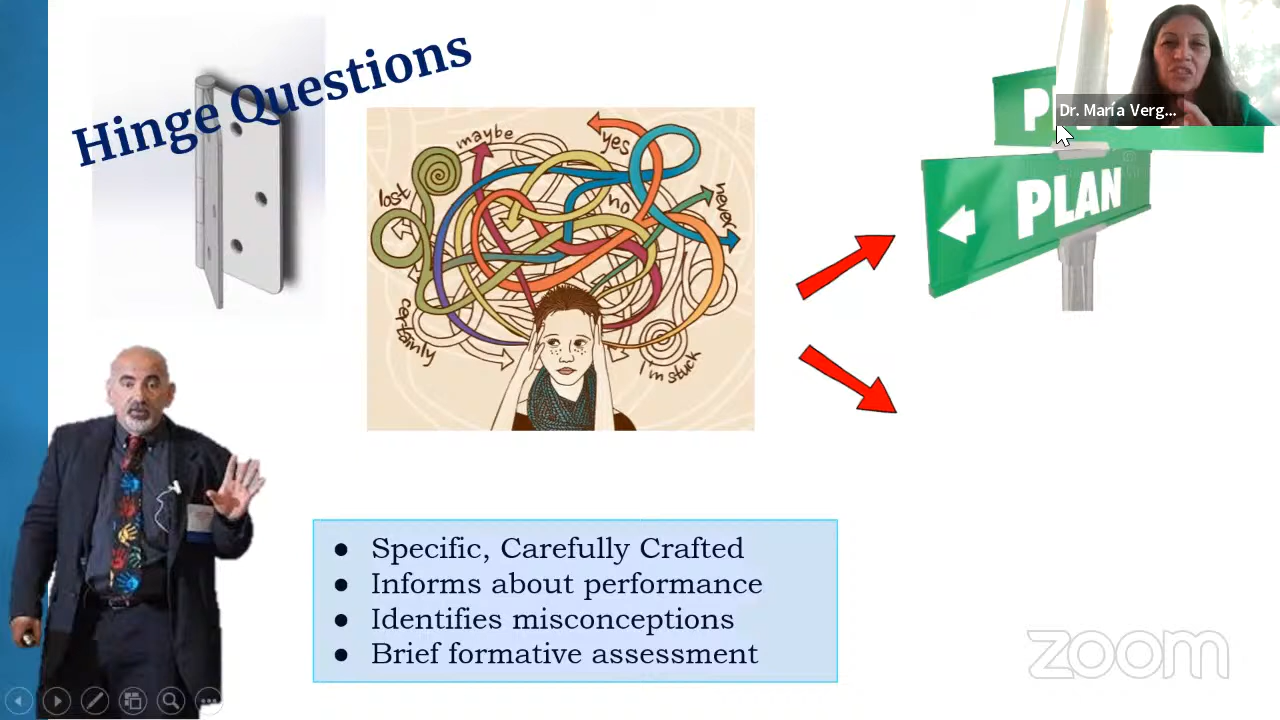 Hinge Questions
maybe
yes
lost
no
never
certainly
I'm stuck
Dr. María Verg...
PLAN
● Specific, Carefully Crafted
● Informs about performance
● Identifies misconceptions
● Brief formative assessment
zoom